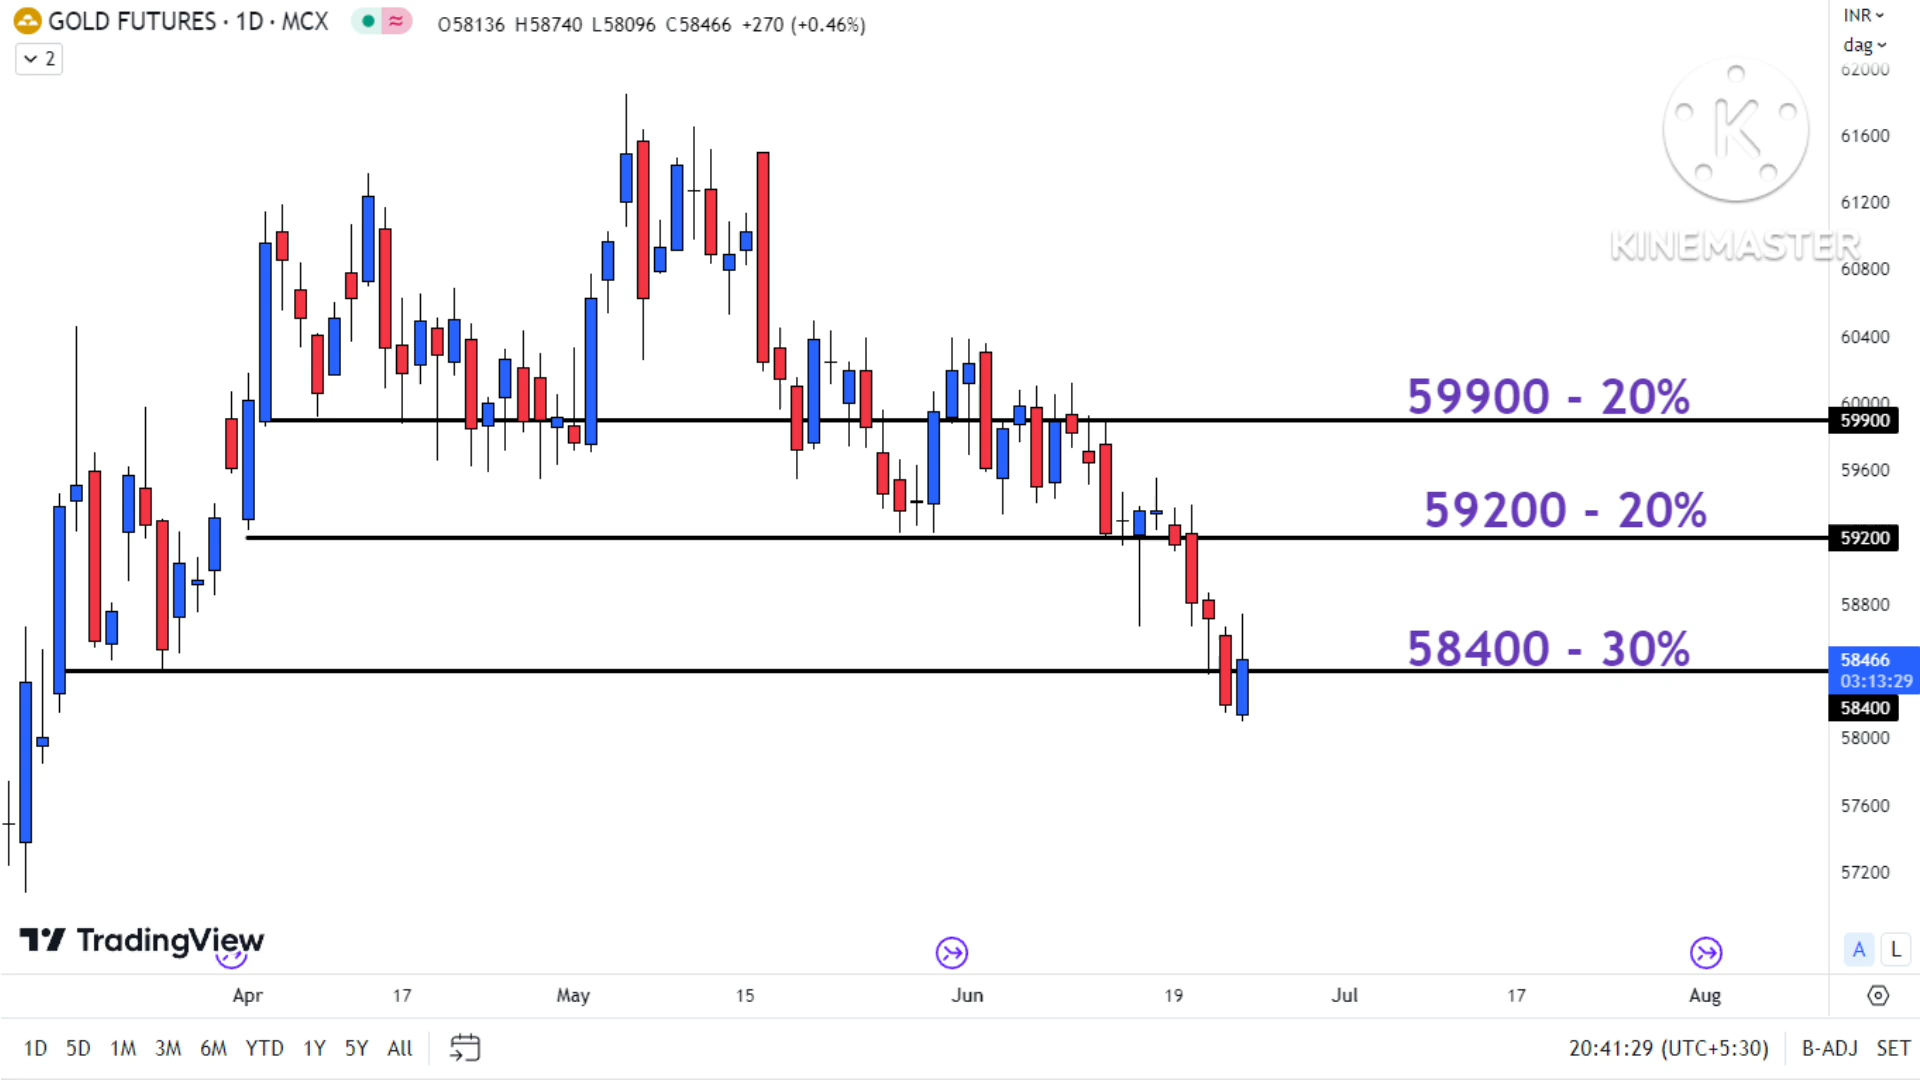 GOLD FUTURES · 1D · MCX
O58136 H58740 L58096 C58466 +270 (+0.46%)
INR
dag
2
62000
61600
61200
KINEMASTER
60800
60400
59900 - 20%
60000
59900
59600
59200 - 20%
59200
58800
58400 - 30%
58466
03:13:29
58400
58000
57600
57200
TradingView
A L
Apr 17 May 15 Jun 19 Jul 17 Aug
1D 5D 1M 3M 6M YTD 1Y 5Y All
20:41:29 (UTC+5:30) B-ADJ SET